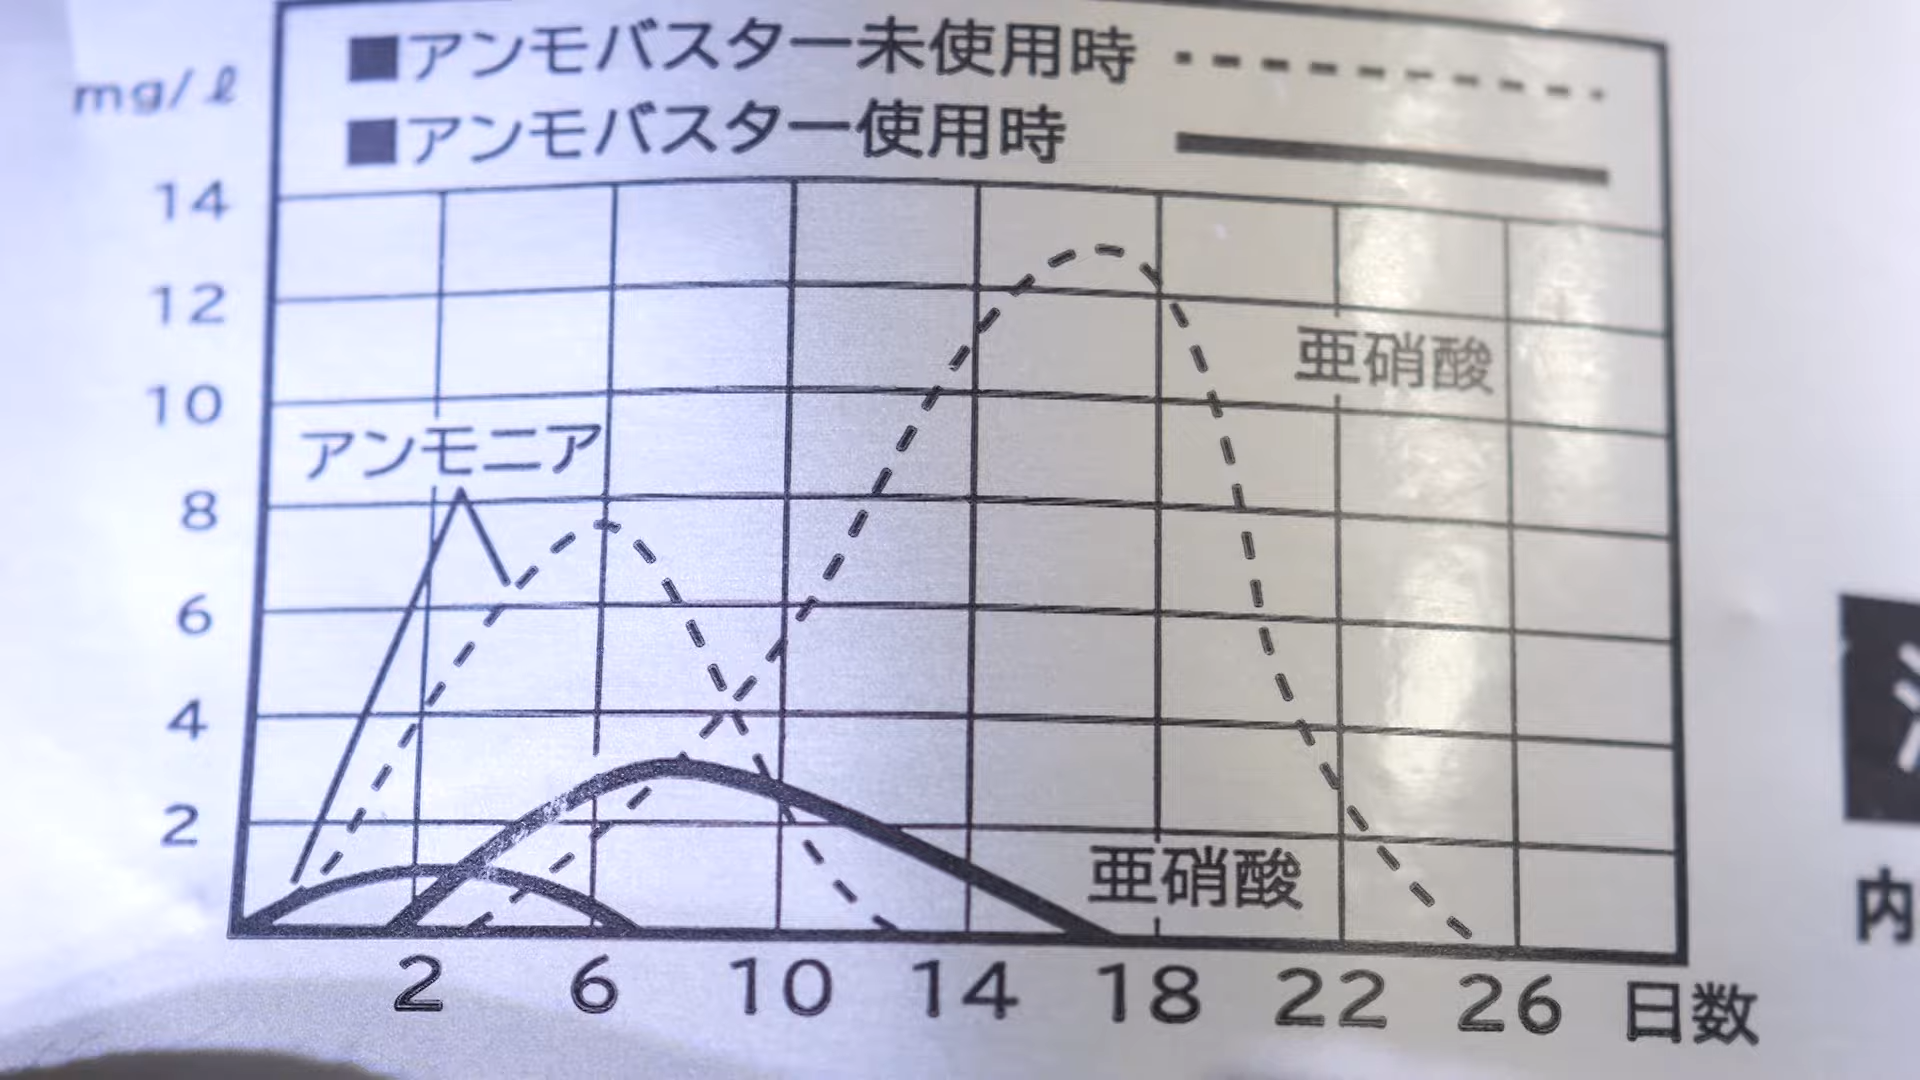 ■アンモバスター未使用時
mg/ℓ
■アンモバスター使用時
14
12
亜硝酸
10
アンモニア
8
6
4
2
亜硝酸
内
2 6 10 14 18 22 26 日数